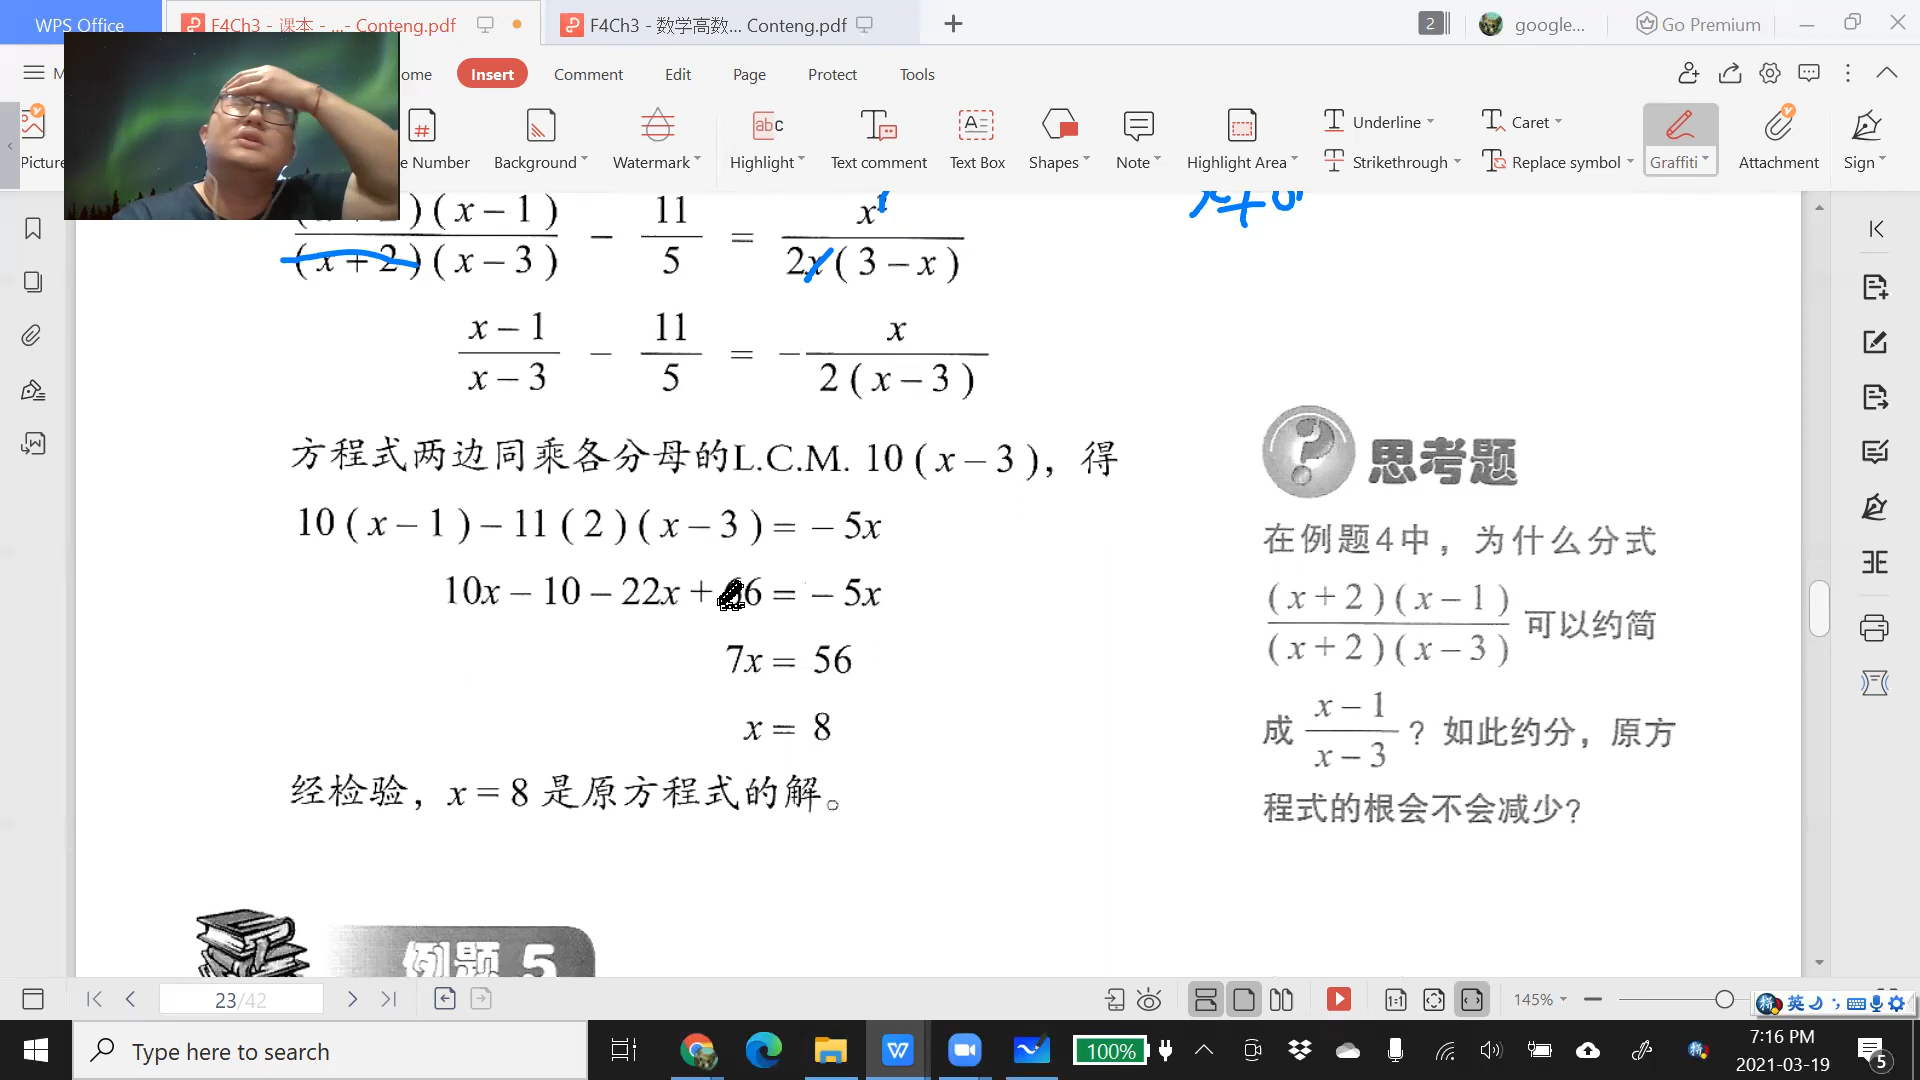 WPS Office
F4Ch3 - 课本 - ...- Conteng.pdf
F4Ch3 - 数学高数... Conteng.pdf
2
google...
Go Premium
Insert
Comment
Edit
Page
Protect
Tools
Picture
e Number
Background
Watermark
Highlight
Text comment
Text Box
Shapes
Note
Highlight Area
Underline
Strikethrough
Caret
Replace symbol
Graffiti
Attachment
Sign
)(x-1)/(x+2)(x-3) - 11/5 = x/2x(3-x)
x-1/x-3 - 11/5 = - x/2(x-3)
方程式两边同乘各分母的L.C.M. 10(x-3), 得
10(x-1)-11(2)(x-3)= -5x
10x-10-22x+66= -5x
7x= 56
x= 8
经检验, x=8 是原方程式的解。
思考题
在例题4中, 为什么分式
(x+2)(x-1)/(x+2)(x-3) 可以约简
成 x-1/x-3 ? 如此约分, 原方
程式的根会不会减少?
例题 5
23/42
145%
英
Type here to search
100%
7:16 PM
2021-03-19
5